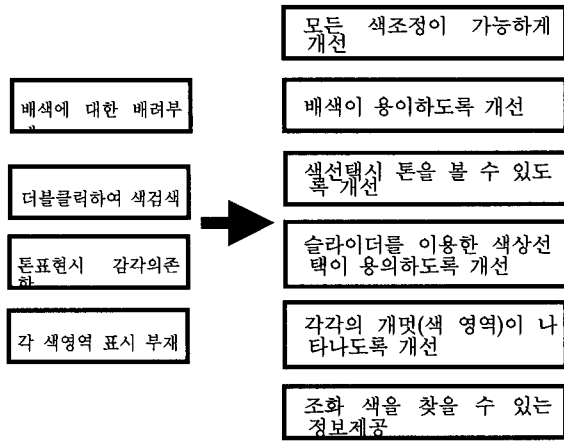 배색에 대한 배려부
더블클릭하여 색검색
톤표현시 감각의존
각 색영역 표시 부재
모든 색조정이 가능하게
개선
배색이 용이하도록 개선
색선택시 톤을 볼 수 있도
록 개선
슬라이더를 이용한 색상선
택이 용의하도록 개선
각각의 개멋(색 영역)이 나
타나도록 개선
조화 색을 찾을 수 있는
정보제공